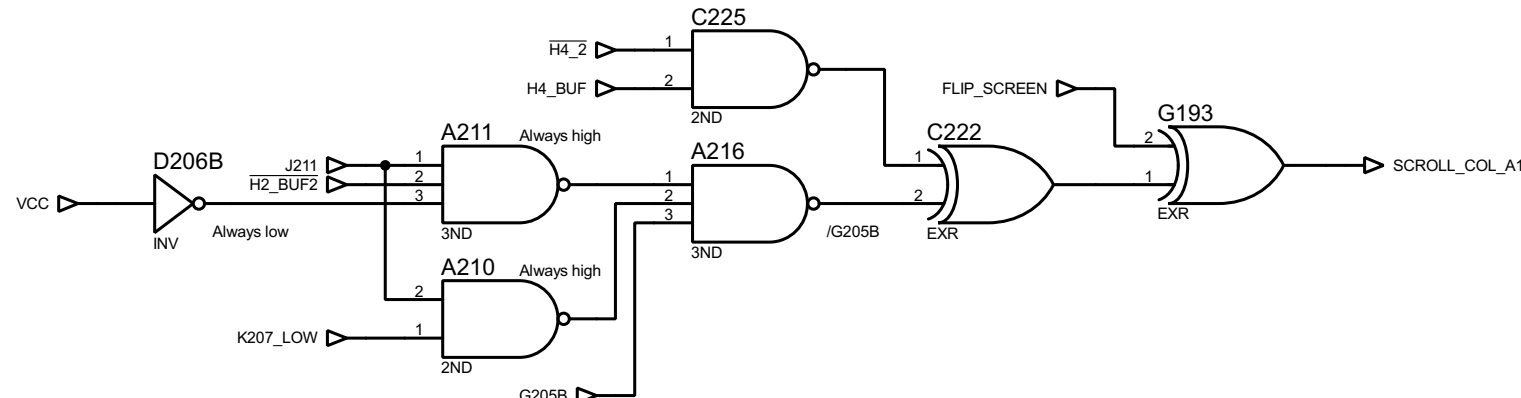 C225
H4_2
1
H4_BUF
2
2ND
FLIP_SCREEN
G193
2
1
EXR
SCROLL_COL_A1
C222
1
2
EXR
A211
Always high
J211
1
H2_BUF2
2
3
3ND
D206B
VCC
INV
Always low
A216
1
2
3
3ND
/G205B
A210
Always high
2
K207_LOW
1
2ND
G205B